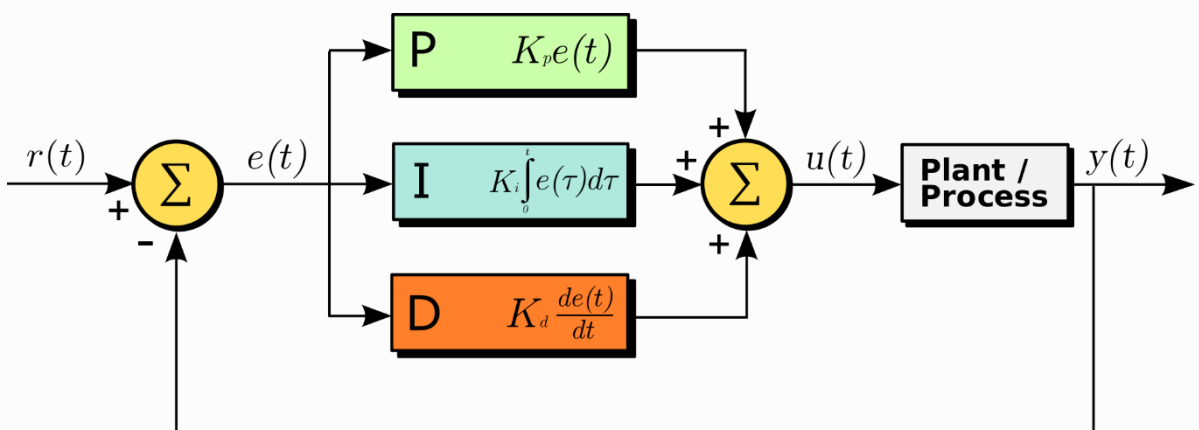 P K_p e(t)
r(t)
Σ
e(t)
I K_i ∫_0^t e(τ)dτ
Σ
u(t)
Plant /
Process
y(t)
+
-
+
+
+
D K_d de(t)/dt